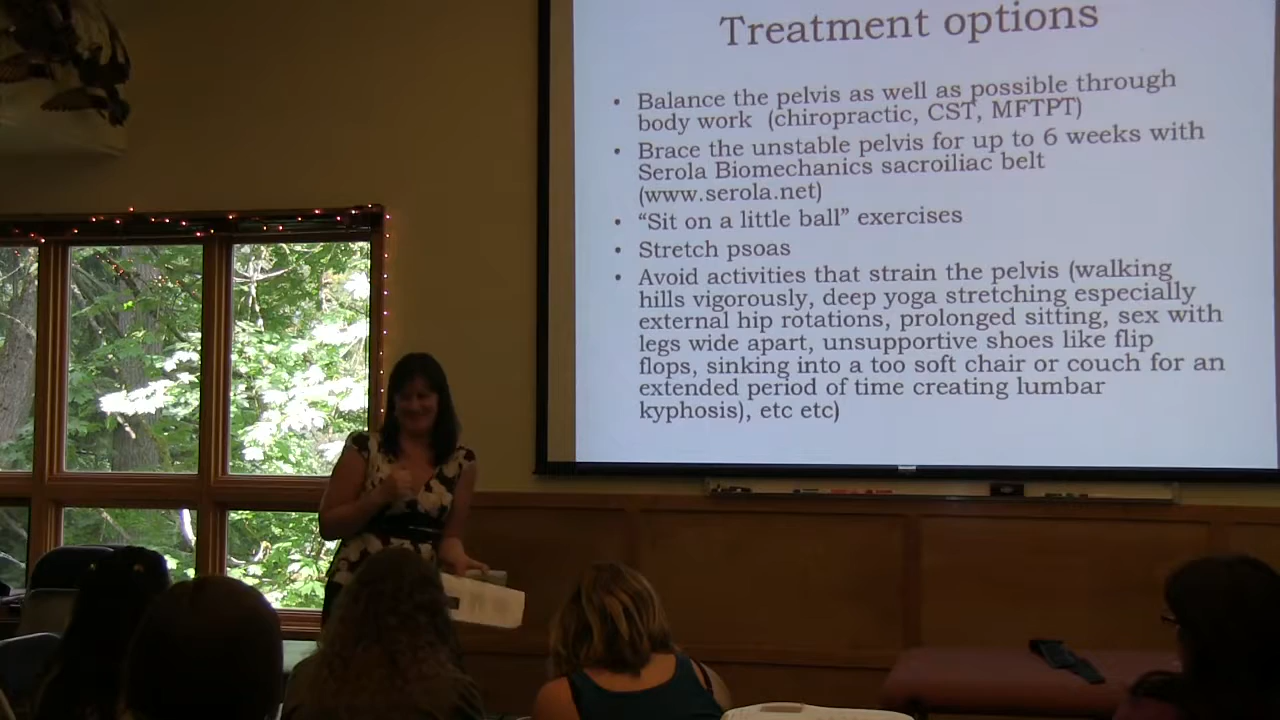 Treatment options
• Balance the pelvis as well as possible through
body work (chiropractic, CST, MFTPT)
• Brace the unstable pelvis for up to 6 weeks with
Serola Biomechanics sacroiliac belt
(www.serola.net)
• “Sit on a little ball” exercises
• Stretch psoas
• Avoid activities that strain the pelvis (walking
hills vigorously, deep yoga stretching especially
external hip rotations, prolonged sitting, sex with
legs wide apart, unsupportive shoes like flip
flops, sinking into a too soft chair or couch for an
extended period of time creating lumbar
kyphosis), etc etc)